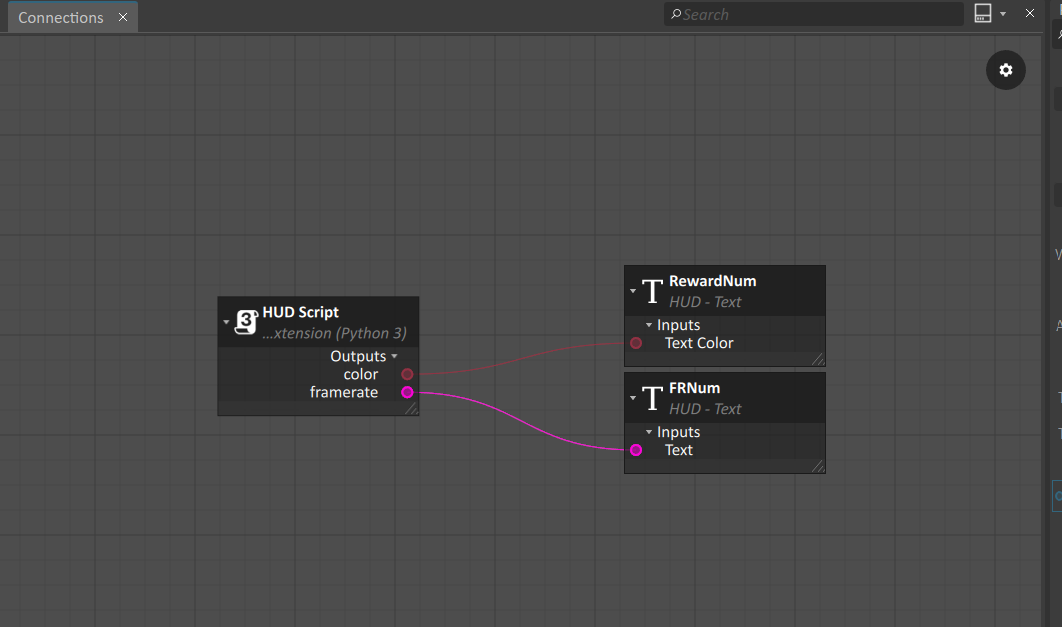 Connections
Search
HUD Script
...xtension (Python 3)
Outputs
color
framerate
RewardNum
HUD - Text
Inputs
Text Color
FRNum
HUD - Text
Inputs
Text